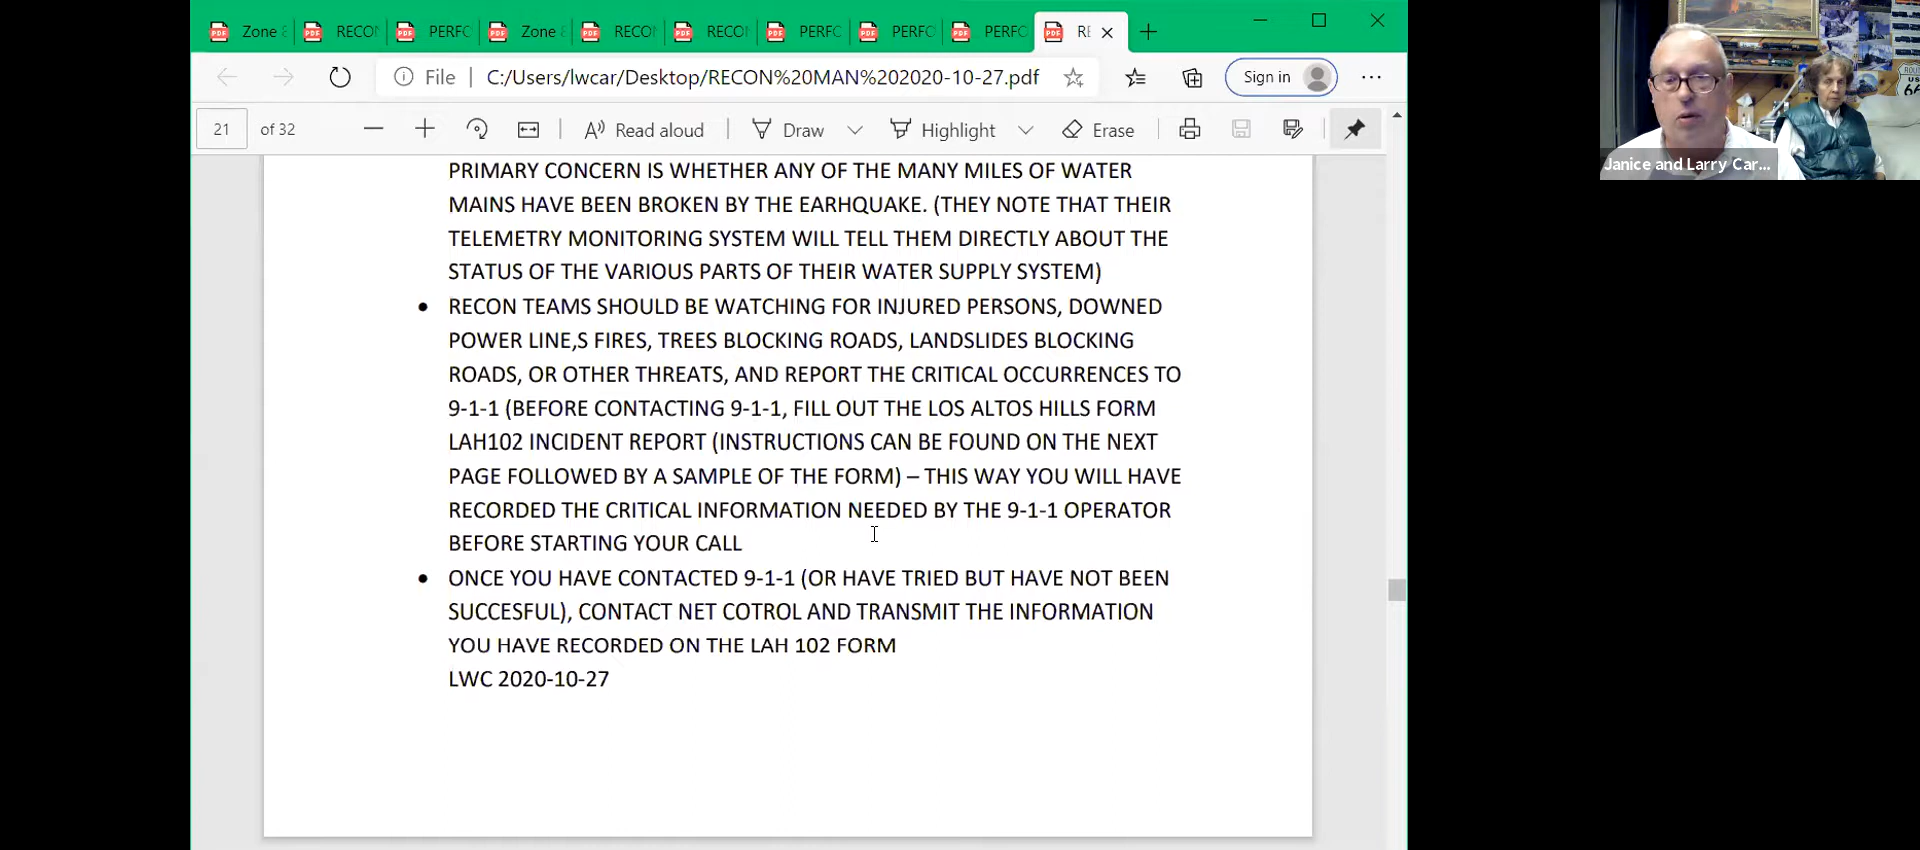 Zone
RECO
PERFC
Zone
RECO
RECO
PERFC
PERFC
PERFC
RE
File
C:/Users/lwcar/Desktop/RECON%20MAN%202020-10-27.pdf
Sign in
21 of 32
Read aloud
Draw
Highlight
Erase
PRIMARY CONCERN IS WHETHER ANY OF THE MANY MILES OF WATER
MAINS HAVE BEEN BROKEN BY THE EARHQUAKE. (THEY NOTE THAT THEIR
TELEMETRY MONITORING SYSTEM WILL TELL THEM DIRECTLY ABOUT THE
STATUS OF THE VARIOUS PARTS OF THEIR WATER SUPPLY SYSTEM)
• RECON TEAMS SHOULD BE WATCHING FOR INJURED PERSONS, DOWNED
POWER LINE,S FIRES, TREES BLOCKING ROADS, LANDSLIDES BLOCKING
ROADS, OR OTHER THREATS, AND REPORT THE CRITICAL OCCURRENCES TO
9-1-1 (BEFORE CONTACTING 9-1-1, FILL OUT THE LOS ALTOS HILLS FORM
LAH102 INCIDENT REPORT (INSTRUCTIONS CAN BE FOUND ON THE NEXT
PAGE FOLLOWED BY A SAMPLE OF THE FORM) – THIS WAY YOU WILL HAVE
RECORDED THE CRITICAL INFORMATION NEEDED BY THE 9-1-1 OPERATOR
BEFORE STARTING YOUR CALL
• ONCE YOU HAVE CONTACTED 9-1-1 (OR HAVE TRIED BUT HAVE NOT BEEN
SUCCESFUL), CONTACT NET COTROL AND TRANSMIT THE INFORMATION
YOU HAVE RECORDED ON THE LAH 102 FORM
LWC 2020-10-27
Janice and Larry Car...
ROUTE
US
66